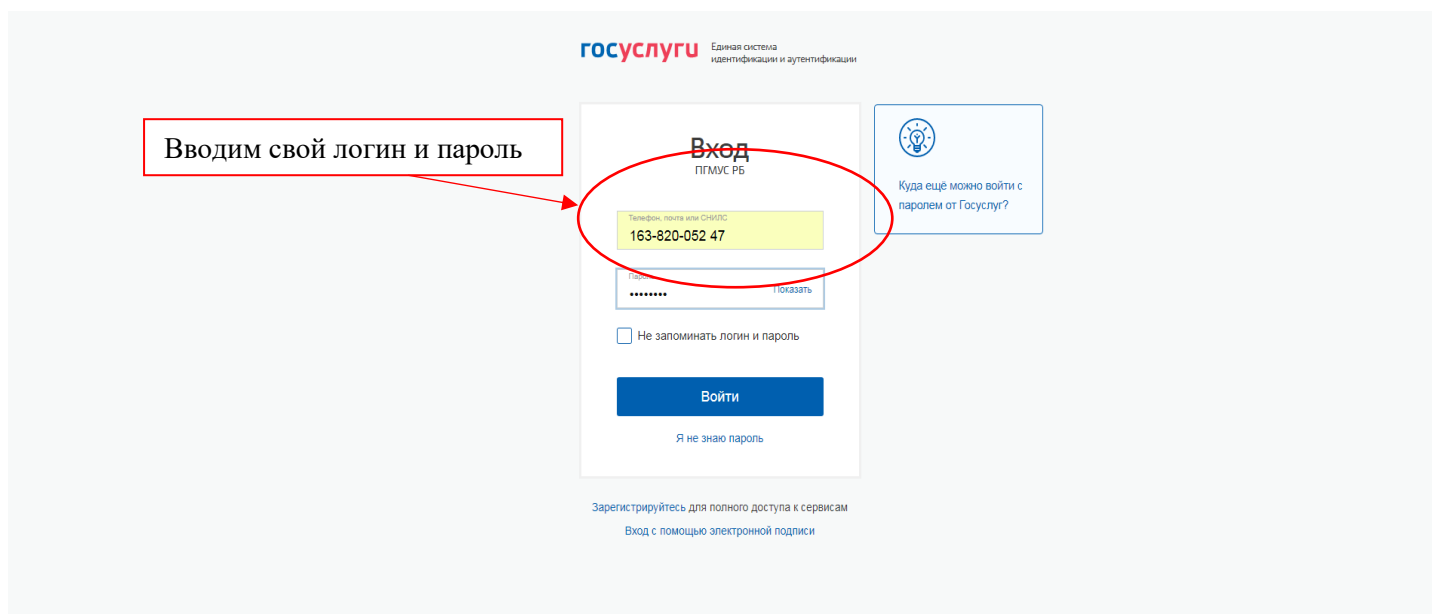 госуслуги
Единая система
идентификации и аутентификации
Вводим свой логин и пароль
Вход
ПГМУС РБ
Телефон, почта или СНИЛС
163-820-052 47
Пароль
••••••••
Показать
Не запоминать логин и пароль
Войти
Я не знаю пароль
Куда ещё можно войти с
паролем от Госуслуг?
Зарегистрируйтесь для полного доступа к сервисам
Вход с помощью электронной подписи